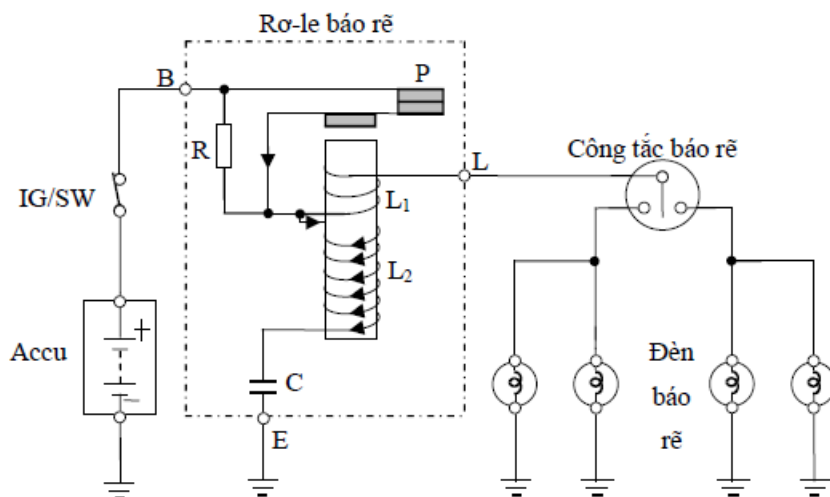 Rơ-le báo rẽ
B
P
R
L
Công tắc báo rẽ
IG/SW
L1
L2
+
Accu
Đèn
báo
rẽ
C
E